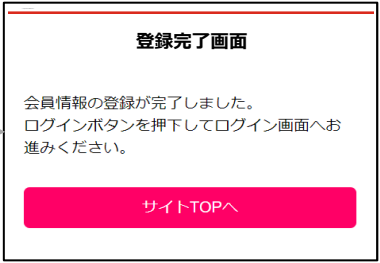 登録完了画面
会員情報の登録が完了しました。
ログインボタンを押下してログイン画面へお
進みください。
サイトTOPへ